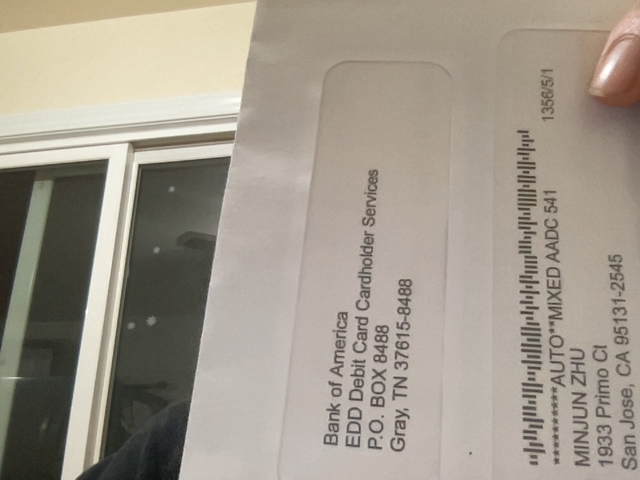 Bank of America
EDD Debit Card Cardholder Services
P.O. BOX 8488
Gray, TN 37615-8488
1356/5/1
**********AUTO**MIXED AADC 541
MINJUN ZHU
1933 Primo Ct
San Jose, CA 95131-2545